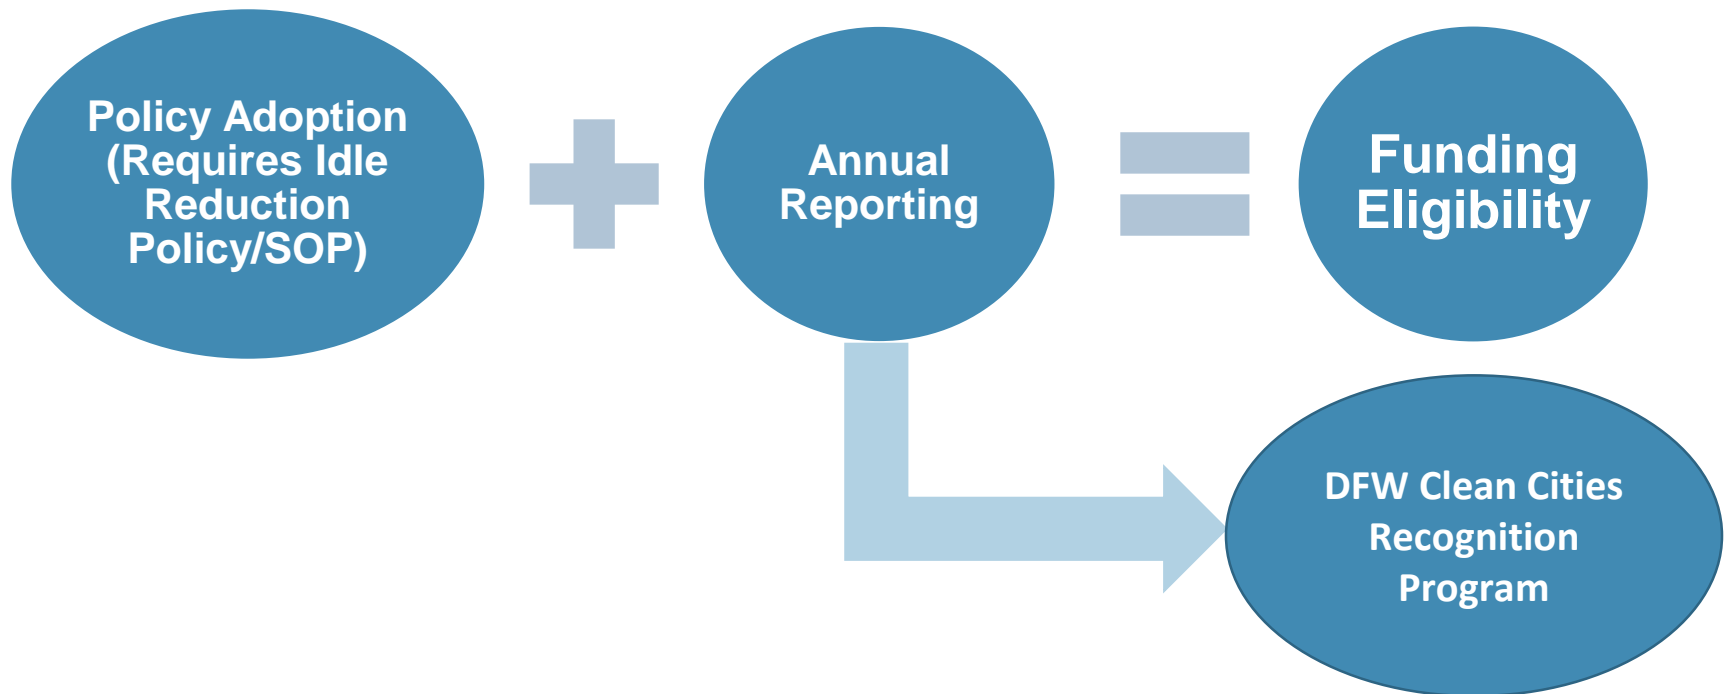 Policy Adoption
(Requires Idle
Reduction
Policy/SOP)
Annual
Reporting
Funding
Eligibility
DFW Clean Cities
Recognition
Program